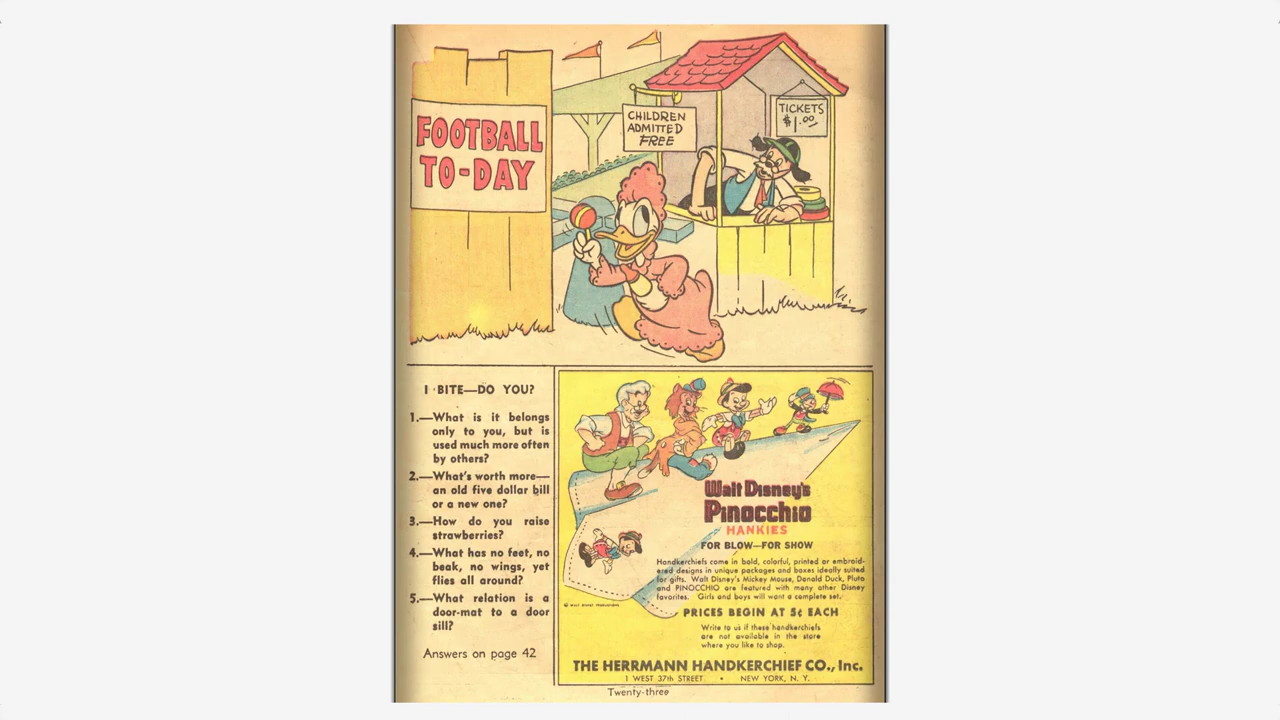 FOOTBALL
TO-DAY
CHILDREN
ADMITTED
FREE
TICKETS
$1.00
I BITE—DO YOU?
1.—What is it belongs
only to you, but is
used much more often
by others?
2.—What's worth more—
an old five dollar bill
or a new one?
3.—How do you raise
strawberries?
4.—What has no feet, no
beak, no wings, yet
flies all around?
5.—What relation is a
door-mat to a door
sill?
Answers on page 42
Walt Disney's
Pinocchio
HANKIES
FOR BLOW—FOR SHOW
Handkerchiefs come in bold, colorful, printed or embroid-
ered designs in unique packages and boxes ideally suited
for gifts. Walt Disney's Mickey Mouse, Donald Duck, Pluto
and PINOCCHIO are featured with many other Disney
favorites. Girls and boys will want a complete set.
PRICES BEGIN AT 5¢ EACH
Write to us if these handkerchiefs
are not available in the store
where you like to shop.
© WALT DISNEY PRODUCTIONS
THE HERRMANN HANDKERCHIEF CO., Inc.
1 WEST 37th STREET • NEW YORK, N. Y.
Twenty-three